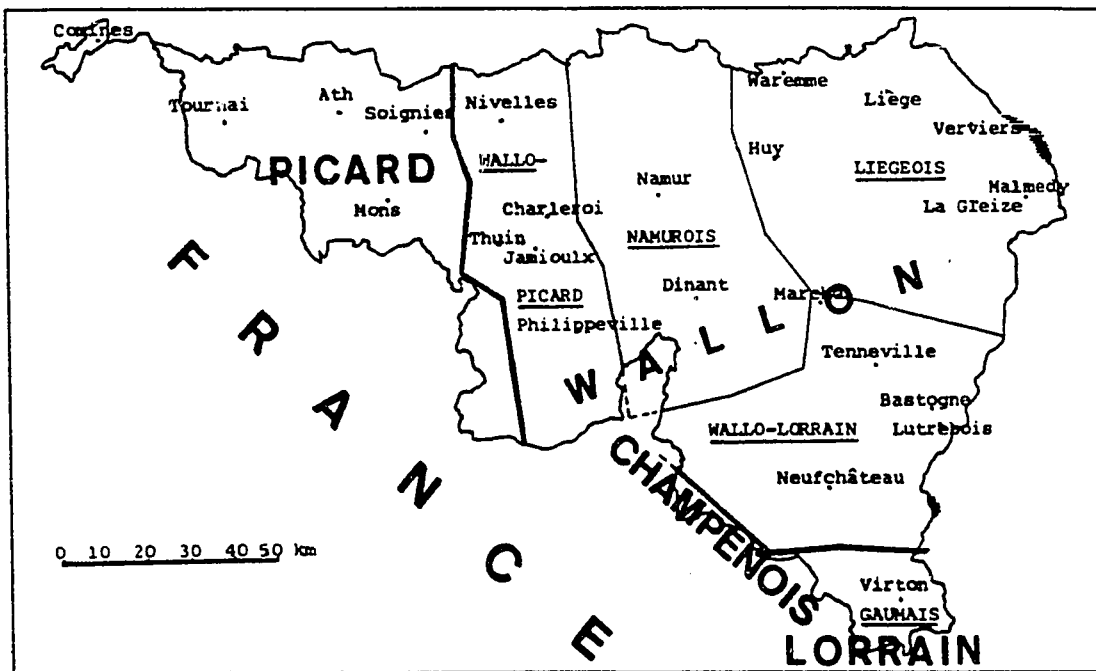 Comines
Tournai
Ath
Soignies
Nivelles
PICARD
WALLO-
Mons
Charleroi
Thuin
Jamioulx
PICARD
Philippeville
Namur
NAMUROIS
Dinant
Waremme
Liège
Verviers
Huy
LIEGEOIS
Malmedy
La Gleize
Marche
WALLON
Tenneville
Bastogne
WALLO-LORRAIN
Lutrebois
Neufchâteau
FRANCE
CHAMPENOIS
0 10 20 30 40 50 km
Virton
GAUMAIS
LORRAIN